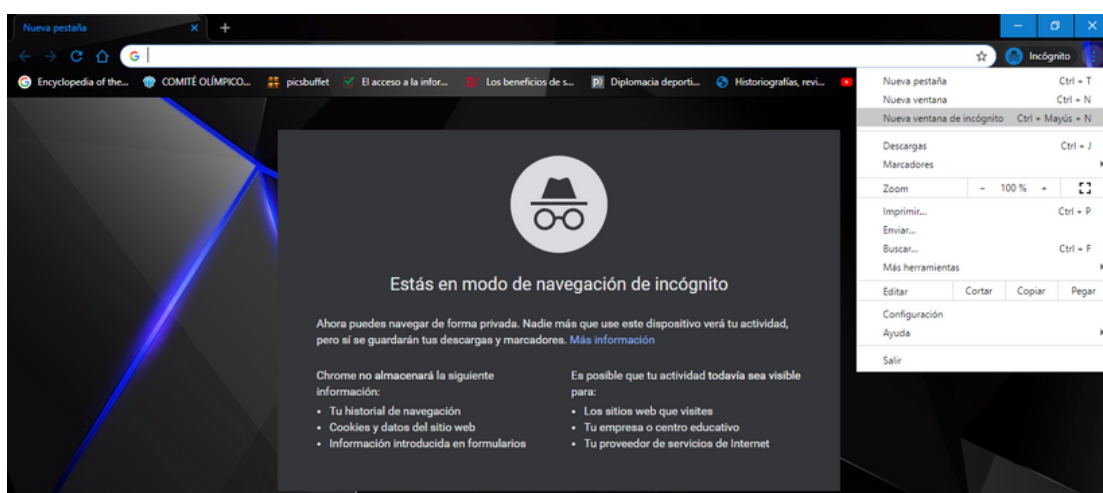 Nueva pestaña
Incógnito
Encyclopedia of the... COMITÉ OLÍMPICO... picsbuffet El acceso a la infor... Los beneficios de s... Diplomacia deporti... Historiografías, revi...
Nueva pestaña Ctrl + T
Nueva ventana Ctrl + N
Nueva ventana de incógnito Ctrl + Mayús + N
Descargas Ctrl + J
Marcadores
Zoom - 100 % +
Imprimir... Ctrl + P
Enviar...
Buscar... Ctrl + F
Más herramientas
Editar Cortar Copiar Pegar
Configuración
Ayuda
Salir
Estás en modo de navegación de incógnito
Ahora puedes navegar de forma privada. Nadie más que use este dispositivo verá tu actividad,
pero sí se guardarán tus descargas y marcadores. Más información
Chrome no almacenará la siguiente
información:
• Tu historial de navegación
• Cookies y datos del sitio web
• Información introducida en formularios
Es posible que tu actividad todavía sea visible
para:
• Los sitios web que visites
• Tu empresa o centro educativo
• Tu proveedor de servicios de Internet